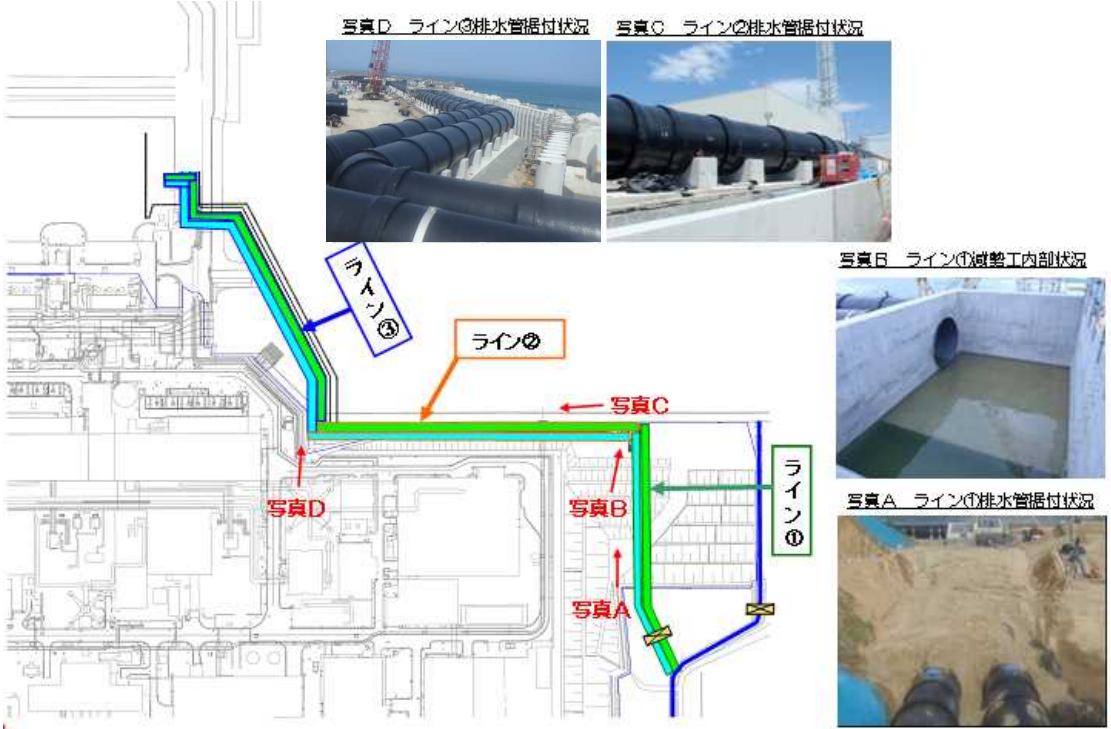 写真D ライン③排水管据付状況
写真C ライン②排水管据付状況
写真B ライン①減勢工内部状況
写真A ライン①排水管据付状況
ライン③
ライン②
写真C
ライン①
写真D
写真B
写真A